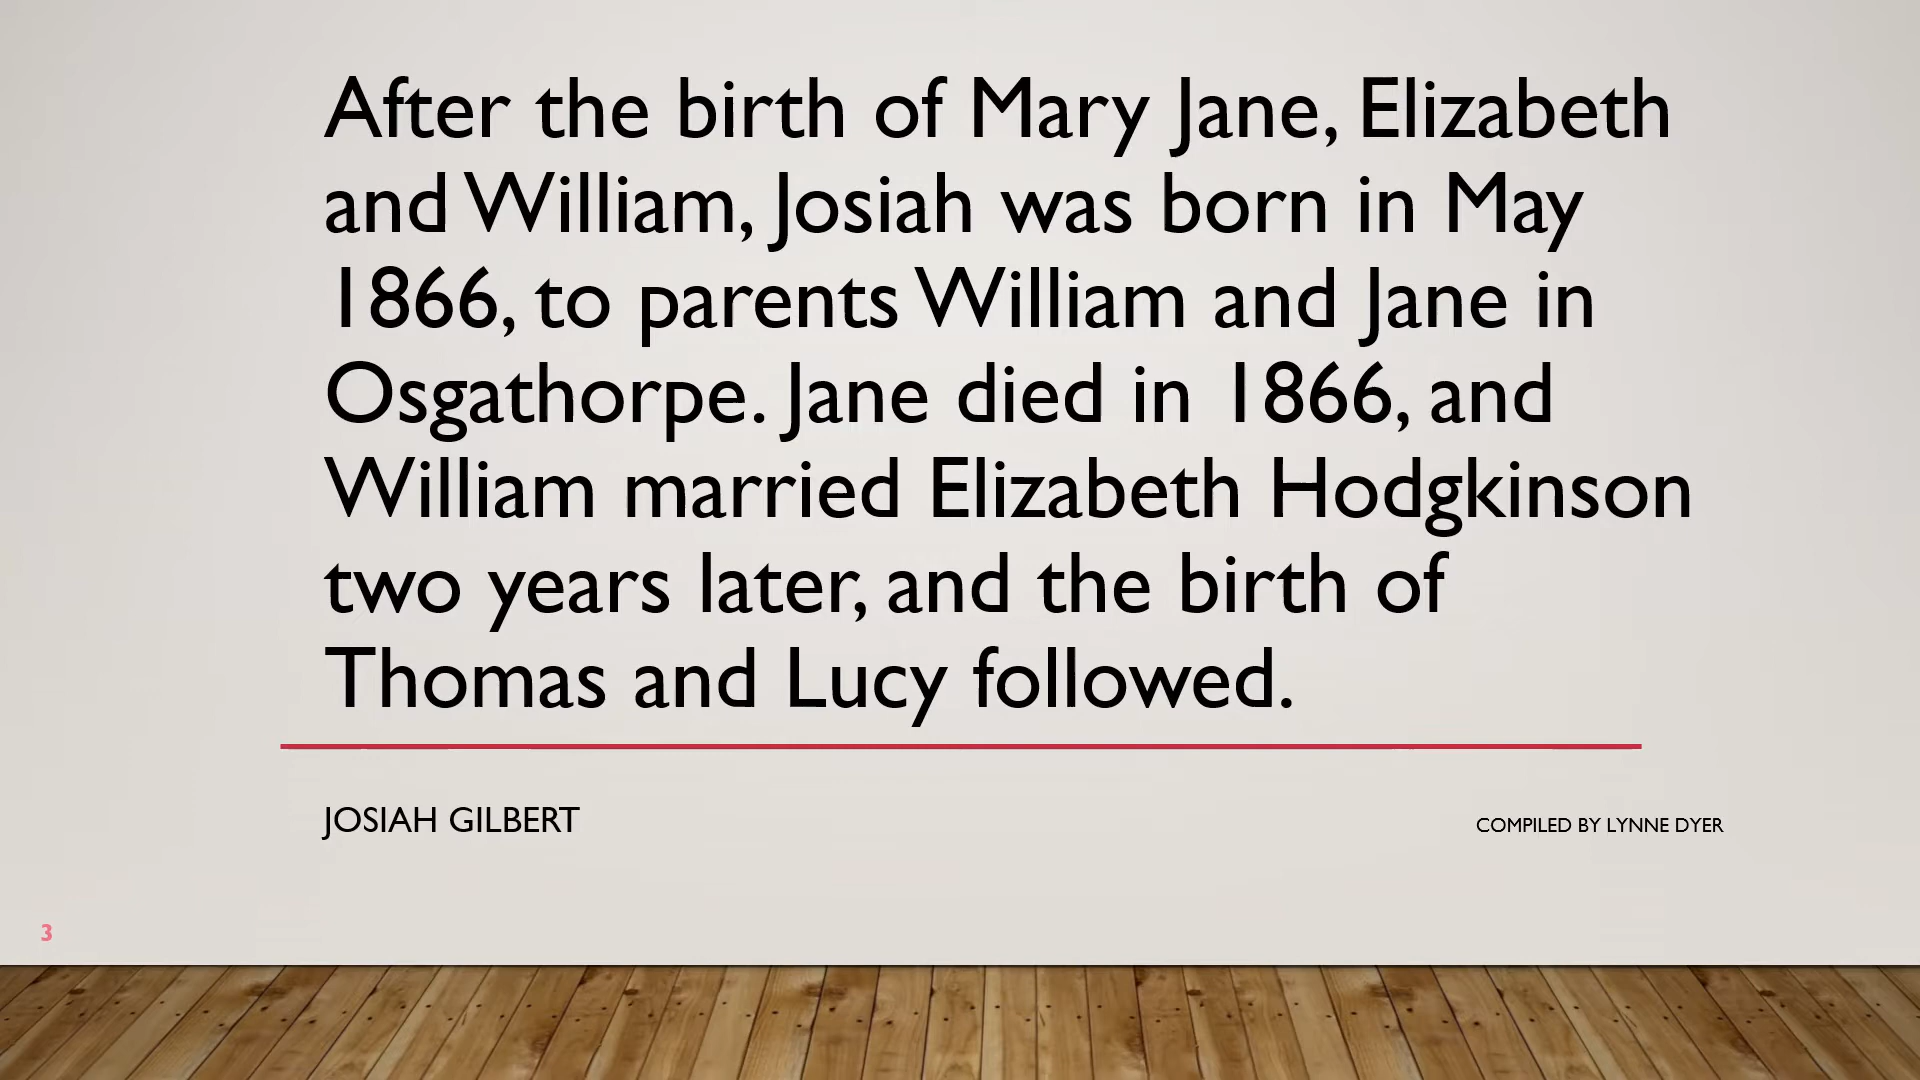 After the birth of Mary Jane, Elizabeth
and William, Josiah was born in May
1866, to parents William and Jane in
Osgathorpe. Jane died in 1866, and
William married Elizabeth Hodgkinson
two years later, and the birth of
Thomas and Lucy followed.
JOSIAH GILBERT
COMPILED BY LYNNE DYER
3